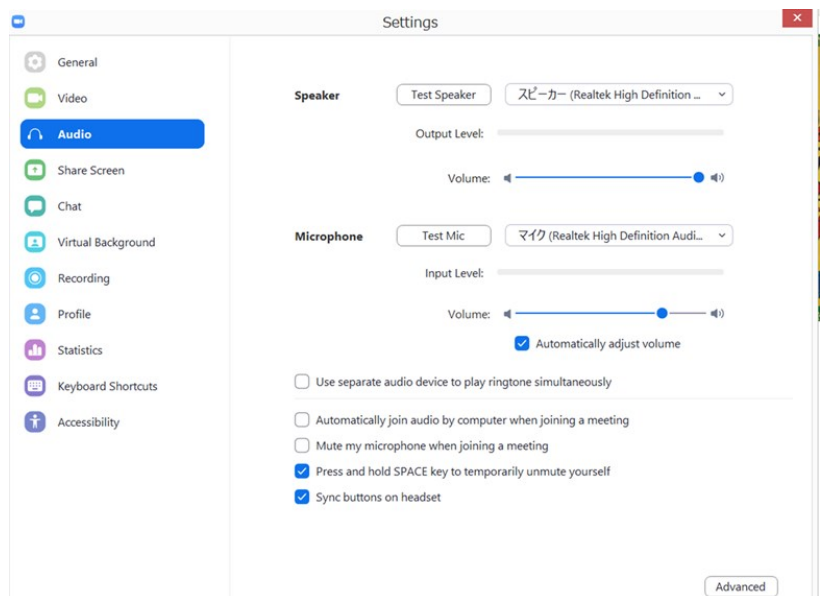 Settings
General
Video
Audio
Share Screen
Chat
Virtual Background
Recording
Profile
Statistics
Keyboard Shortcuts
Accessibility
Speaker Test Speaker スピーカー (Realtek High Definition ...
Output Level:
Volume:
Microphone Test Mic マイク (Realtek High Definition Audi...
Input Level:
Volume:
Automatically adjust volume
Use separate audio device to play ringtone simultaneously
Automatically join audio by computer when joining a meeting
Mute my microphone when joining a meeting
Press and hold SPACE key to temporarily unmute yourself
Sync buttons on headset
Advanced